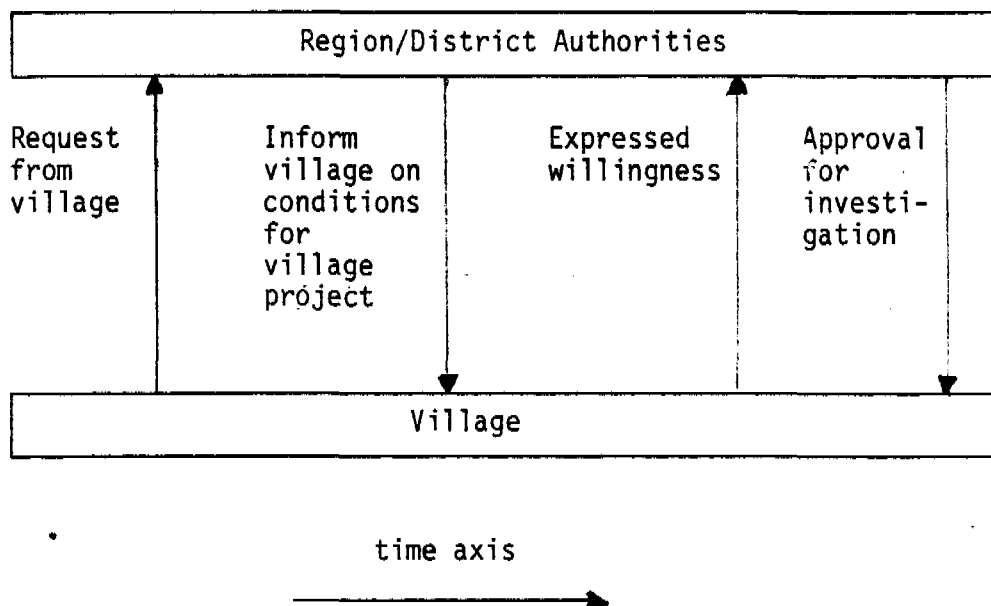 Region/District Authorities
Request
from
village
Inform
village on
conditions
for
village
project
Expressed
willingness
Approval
for
investi-
gation
Village
time axis